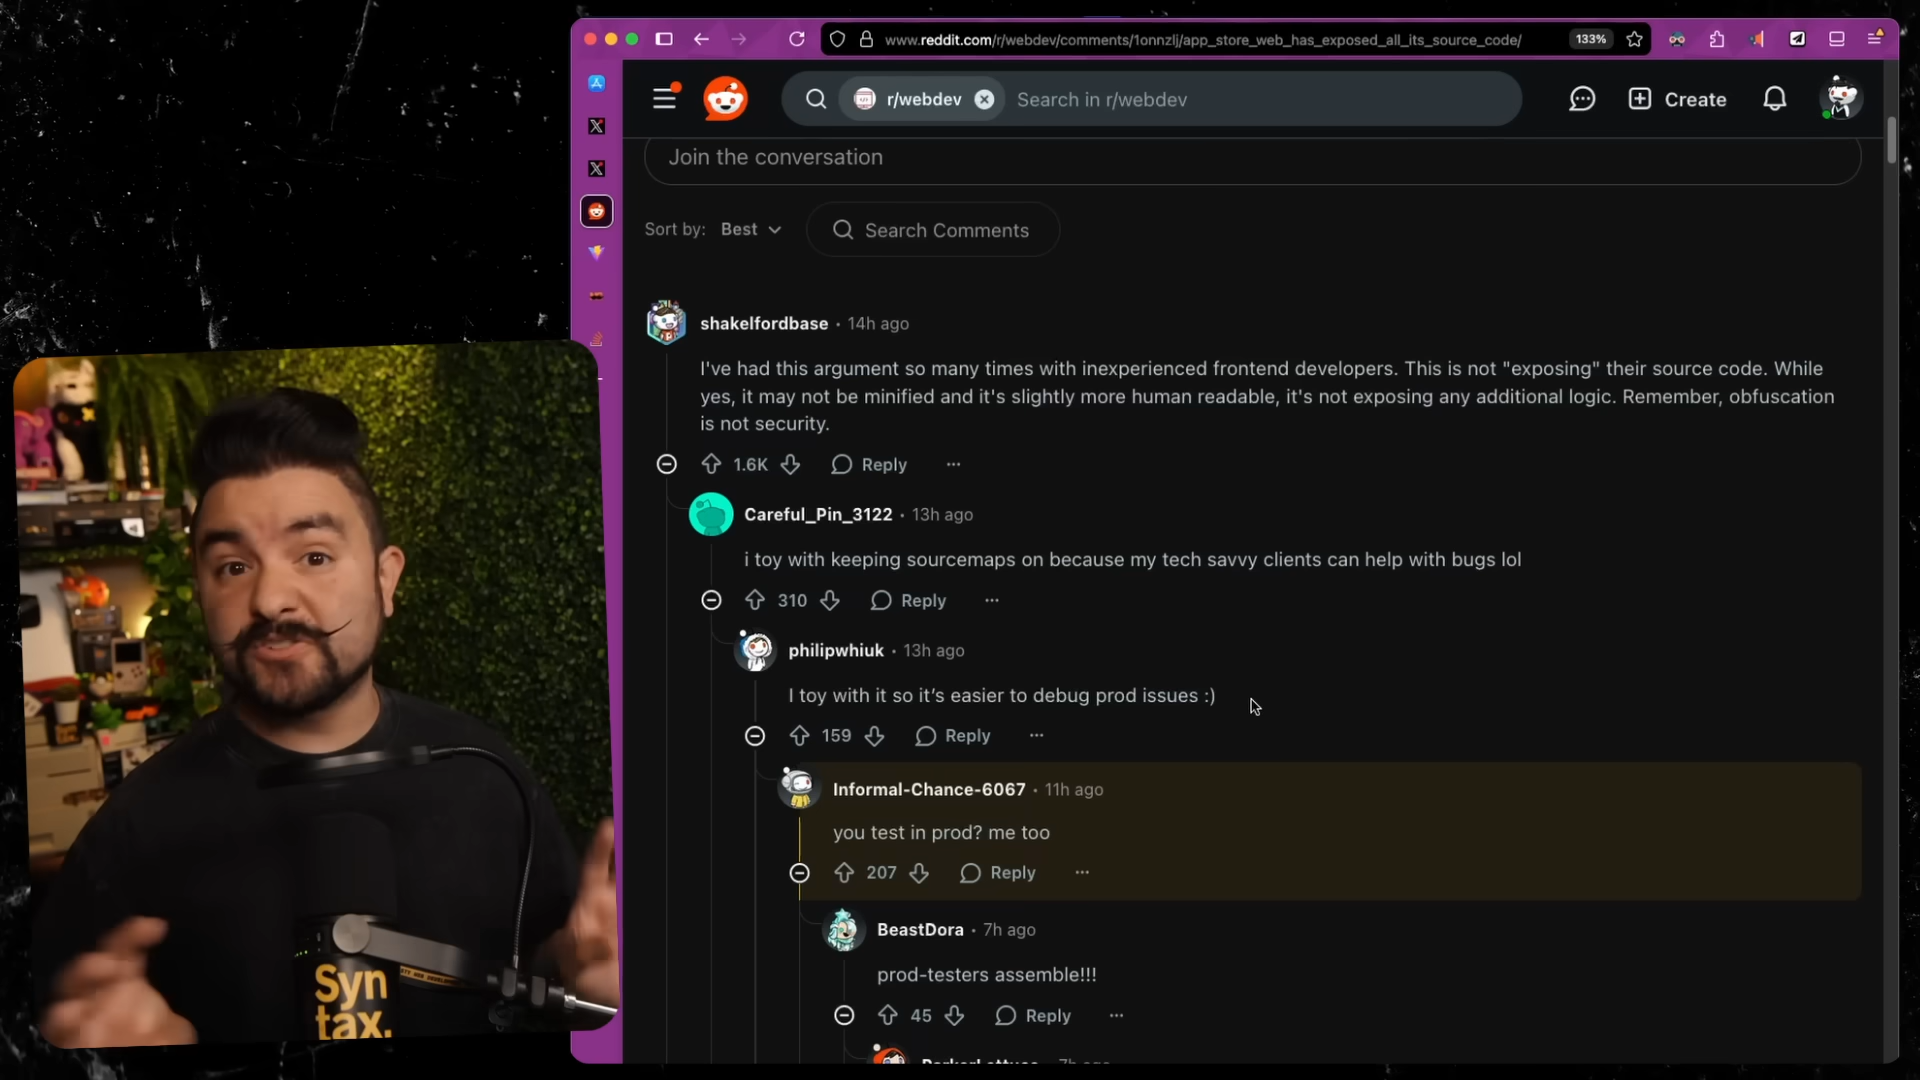 www.reddit.com/r/webdev/comments/1onnzlj/app_store_web_has_exposed_all_its_source_code/
133%
r/webdev
Search in r/webdev
Create
Join the conversation
Sort by: Best
Search Comments
shakelfordbase • 14h ago
I've had this argument so many times with inexperienced frontend developers. This is not "exposing" their source code. While
yes, it may not be minified and it's slightly more human readable, it's not exposing any additional logic. Remember, obfuscation
is not security.
1.6K
Reply
Careful_Pin_3122 • 13h ago
i toy with keeping sourcemaps on because my tech savvy clients can help with bugs lol
310
Reply
philipwhiuk • 13h ago
I toy with it so it’s easier to debug prod issues :)
159
Reply
Informal-Chance-6067 • 11h ago
you test in prod? me too
207
Reply
BeastDora • 7h ago
prod-testers assemble!!!
45
Reply
Syn
tax.